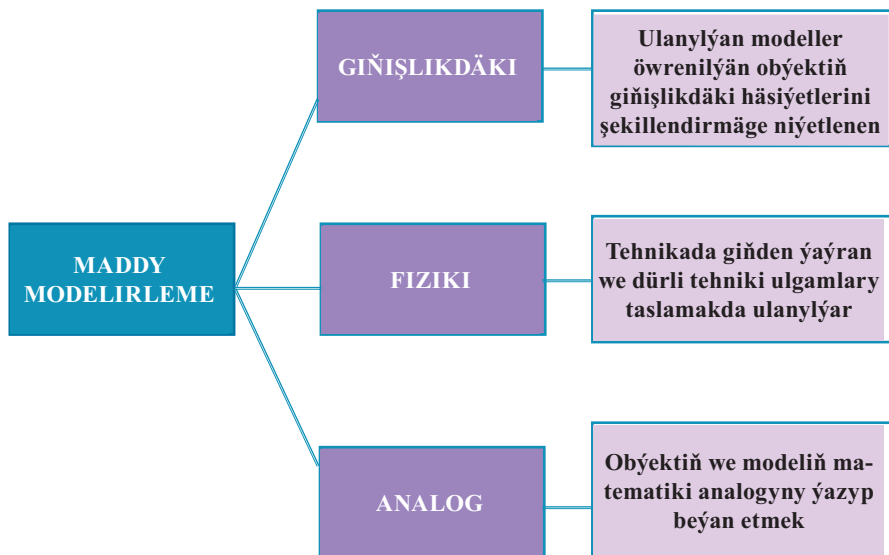 MADDY
MODELIRLEME
GIŇIŞLIKDÄKI
Ulanylýan modeller
öwrenilýän obýektiň
giňişlikdäki häsiýetlerini
şekillendirmäge niýetlenen
FIZIKI
Tehnikada giňden ýaýran
we dürli tehniki ulgamlary
taslamakda ulanylýar
ANALOG
Obýektiň we modeliň ma-
tematiki analogyny ýazyp
beýan etmek